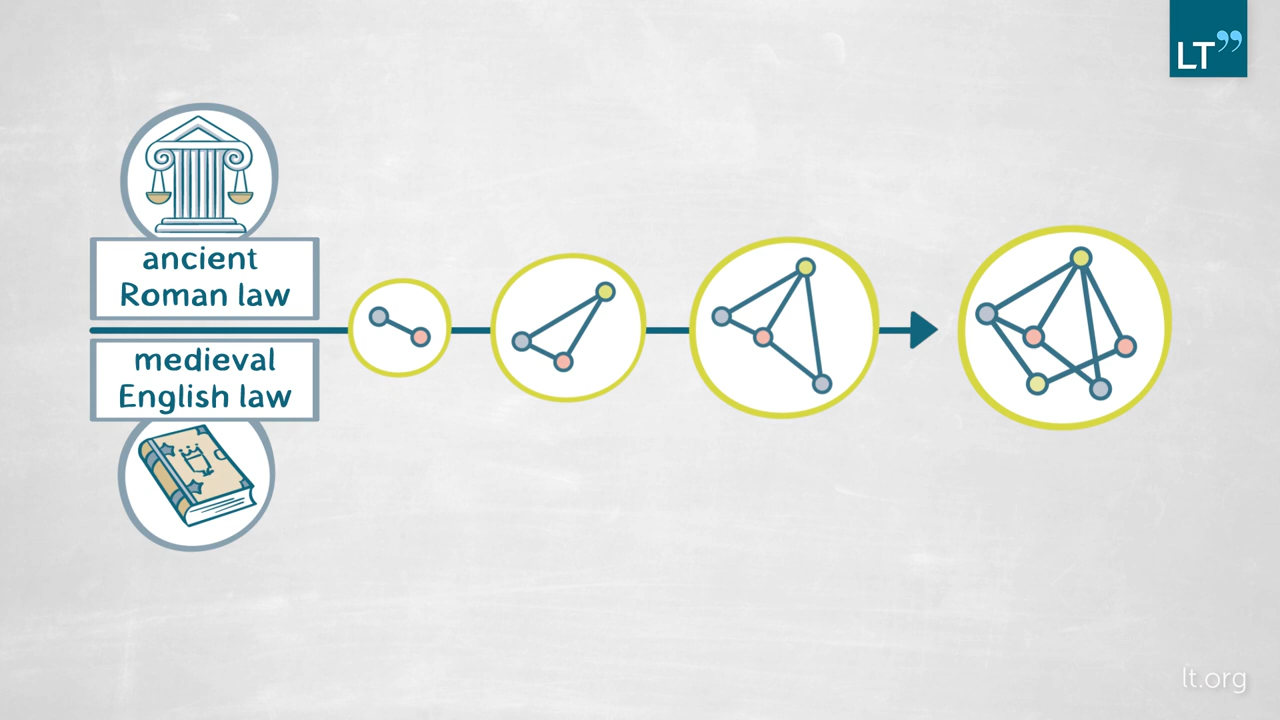 LT”
ancient
Roman law
medieval
English law
lt.org